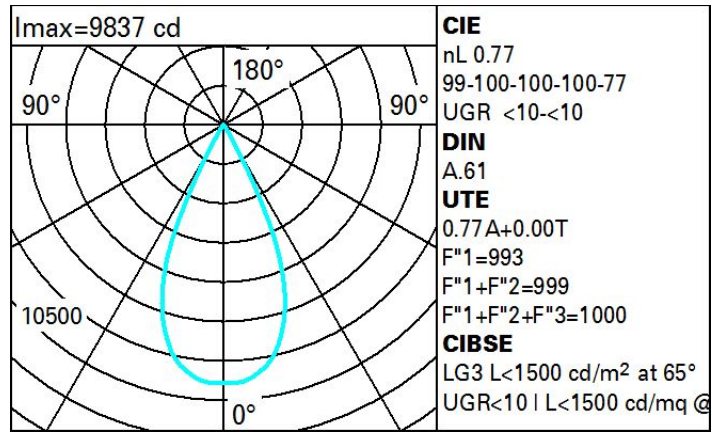 Imax=9837 cd
180°
90°
90°
10500
0°
CIE
nL 0.77
99-100-100-100-77
UGR <10-<10
DIN
A.61
UTE
0.77A+0.00T
F"1=993
F"1+F"2=999
F"1+F"2+F"3=1000
CIBSE
LG3 L<1500 cd/m² at 65°
UGR<10 | L<1500 cd/mq @